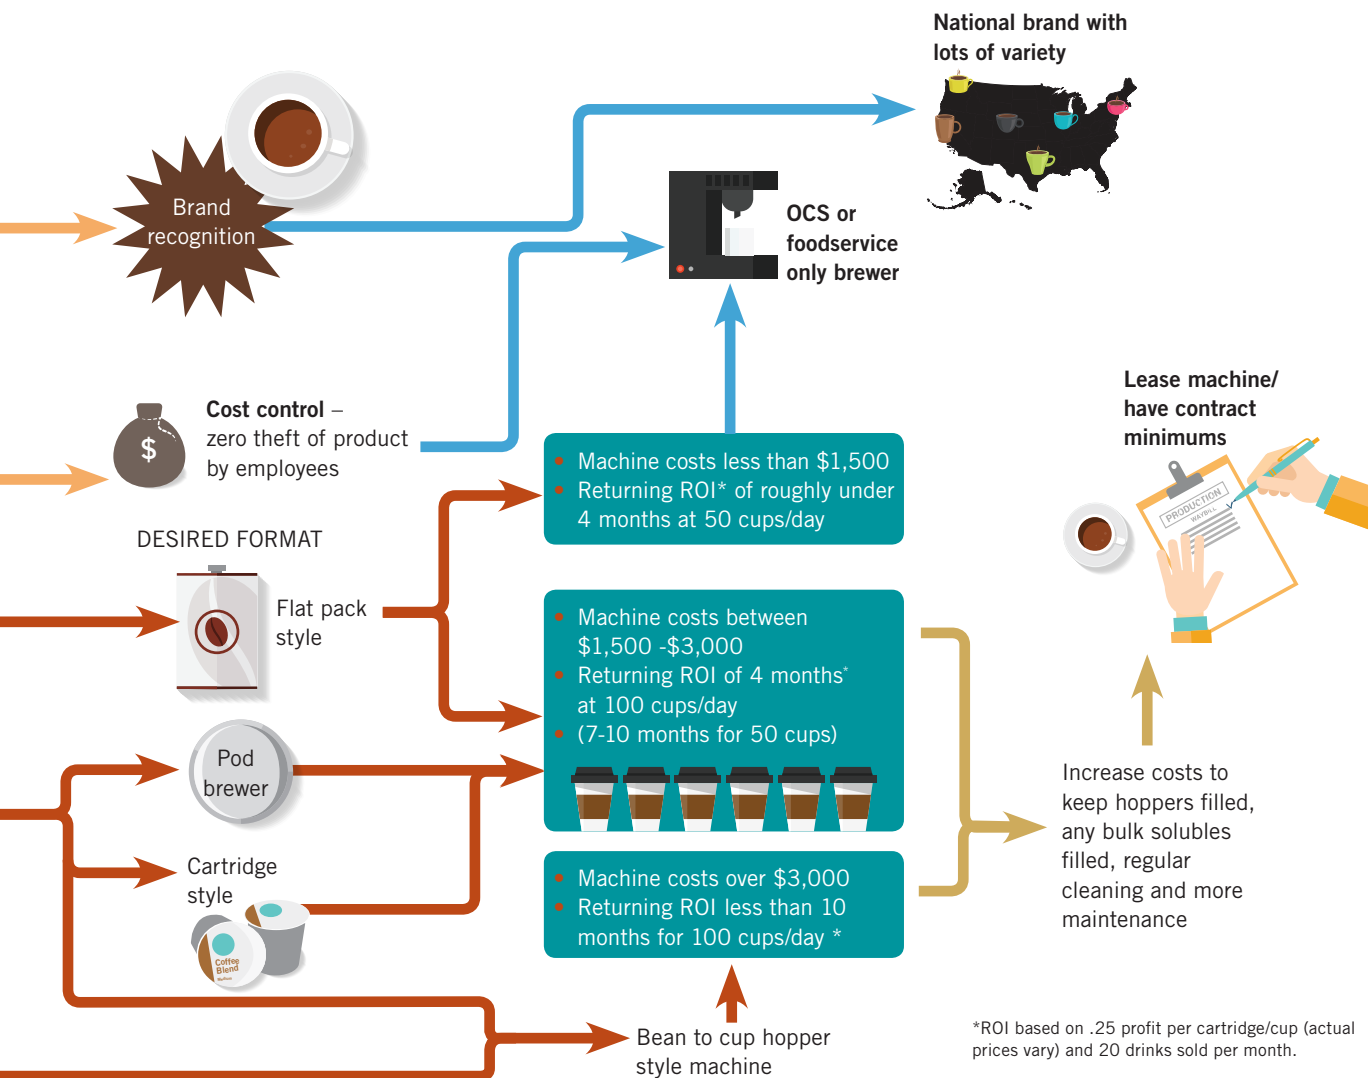 National brand with
lots of variety
Brand
recognition
OCS or
foodservice
only brewer
Lease machine/
have contract
minimums
Cost control –
zero theft of product
by employees
$
• Machine costs less than $1,500
• Returning ROI* of roughly under
4 months at 50 cups/day
PRODUCTION
WAYBILL
DESIRED FORMAT
Flat pack
style
• Machine costs between
$1,500 -$3,000
• Returning ROI of 4 months*
at 100 cups/day
• (7-10 months for 50 cups)
Pod
brewer
Increase costs to
keep hoppers filled,
any bulk solubles
filled, regular
cleaning and more
maintenance
Cartridge
style
Coffee
Blend
• Machine costs over $3,000
• Returning ROI less than 10
months for 100 cups/day *
Bean to cup hopper
style machine
*ROI based on .25 profit per cartridge/cup (actual
prices vary) and 20 drinks sold per month.